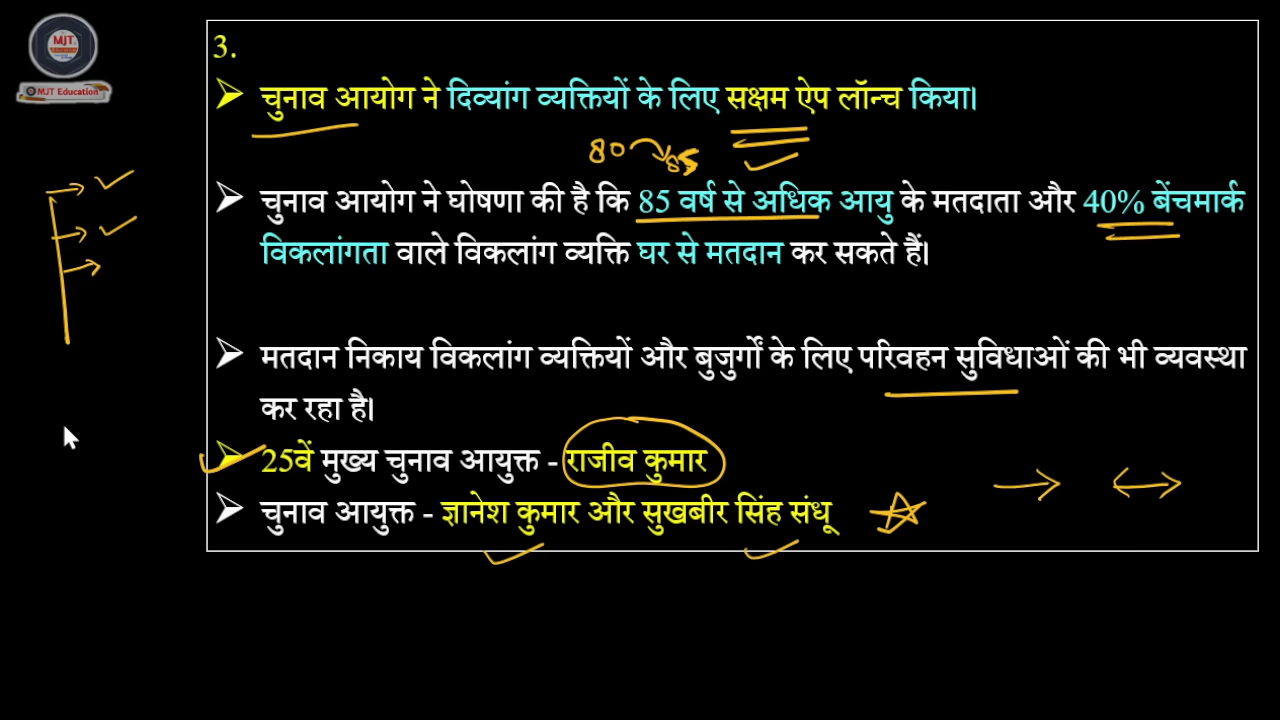 MJT
EDUCATION
MJT Education
3.
चुनाव आयोग ने दिव्यांग व्यक्तियों के लिए सक्षम ऐप लॉन्च किया।
80 85
चुनाव आयोग ने घोषणा की है कि 85 वर्ष से अधिक आयु के मतदाता और 40% बेंचमार्क
विकलांगता वाले विकलांग व्यक्ति घर से मतदान कर सकते हैं।
मतदान निकाय विकलांग व्यक्तियों और बुजुर्गों के लिए परिवहन सुविधाओं की भी व्यवस्था
कर रहा है।
25वें मुख्य चुनाव आयुक्त - राजीव कुमार
चुनाव आयुक्त - ज्ञानेश कुमार और सुखबीर सिंह संधू